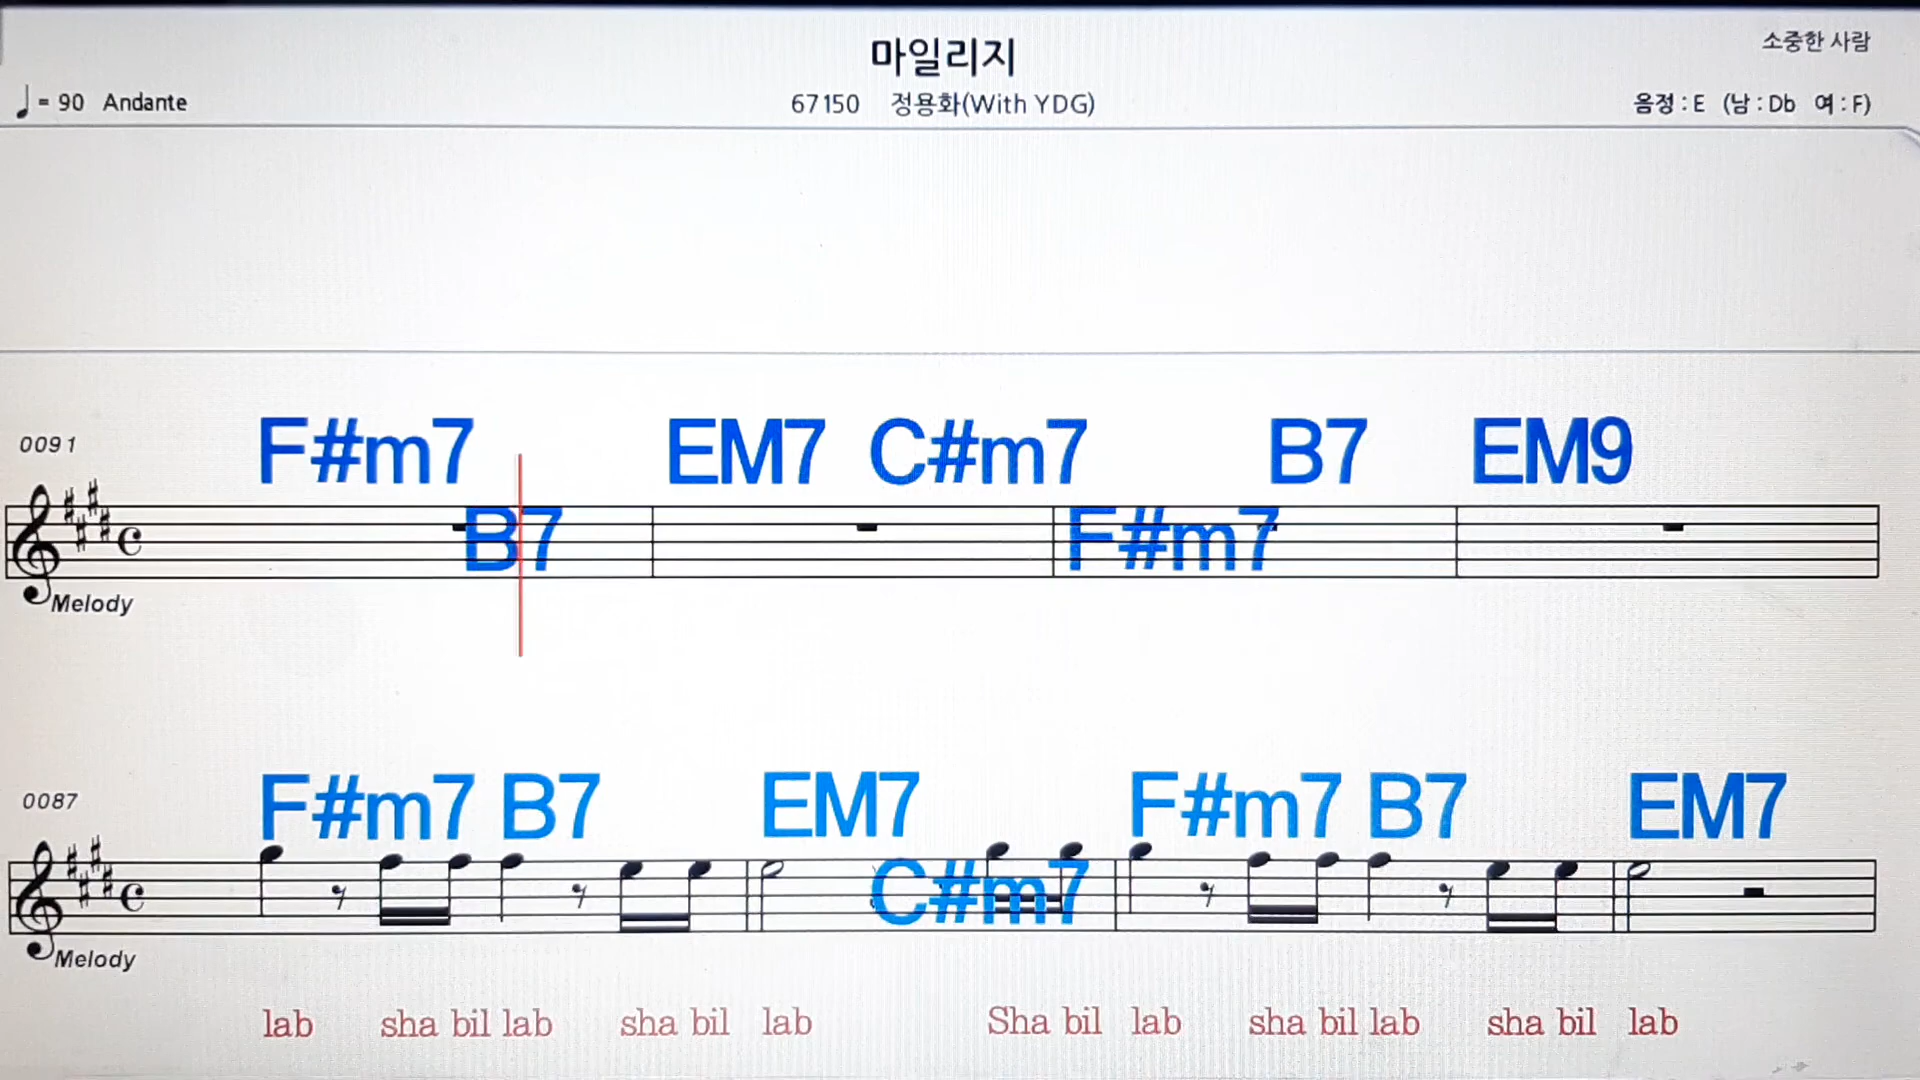 마일리지
소중한 사람
♩= 90 Andante
67150 정용화(With YDG)
음정 : E (남 : Db 여 : F)
0091
F#m7 B7 EM7 C#m7 F#m7 B7 EM9
Melody
0087
F#m7 B7 EM7 C#m7 F#m7 B7 EM7
Melody
lab sha bil lab sha bil lab Sha bil lab sha bil lab sha bil lab